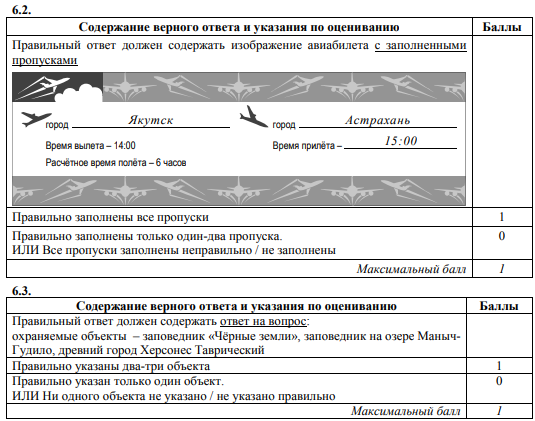 6.2.
Содержание верного ответа и указания по оцениванию Баллы
Правильный ответ должен содержать изображение авиабилета с заполненными
пропусками
город Якутск город Астрахань
Время вылета – 14:00 Время прилёта – 15:00
Расчётное время полёта – 6 часов
Правильно заполнены все пропуски 1
Правильно заполнены только один-два пропуска. 0
ИЛИ Все пропуски заполнены неправильно / не заполнены
Максимальный балл 1
6.3.
Содержание верного ответа и указания по оцениванию Баллы
Правильный ответ должен содержать ответ на вопрос:
охраняемые объекты – заповедник «Чёрные земли», заповедник на озере Маныч-
Гудило, древний город Херсонес Таврический
Правильно указаны два-три объекта 1
Правильно указан только один объект. 0
ИЛИ Ни одного объекта не указано / не указано правильно
Максимальный балл 1